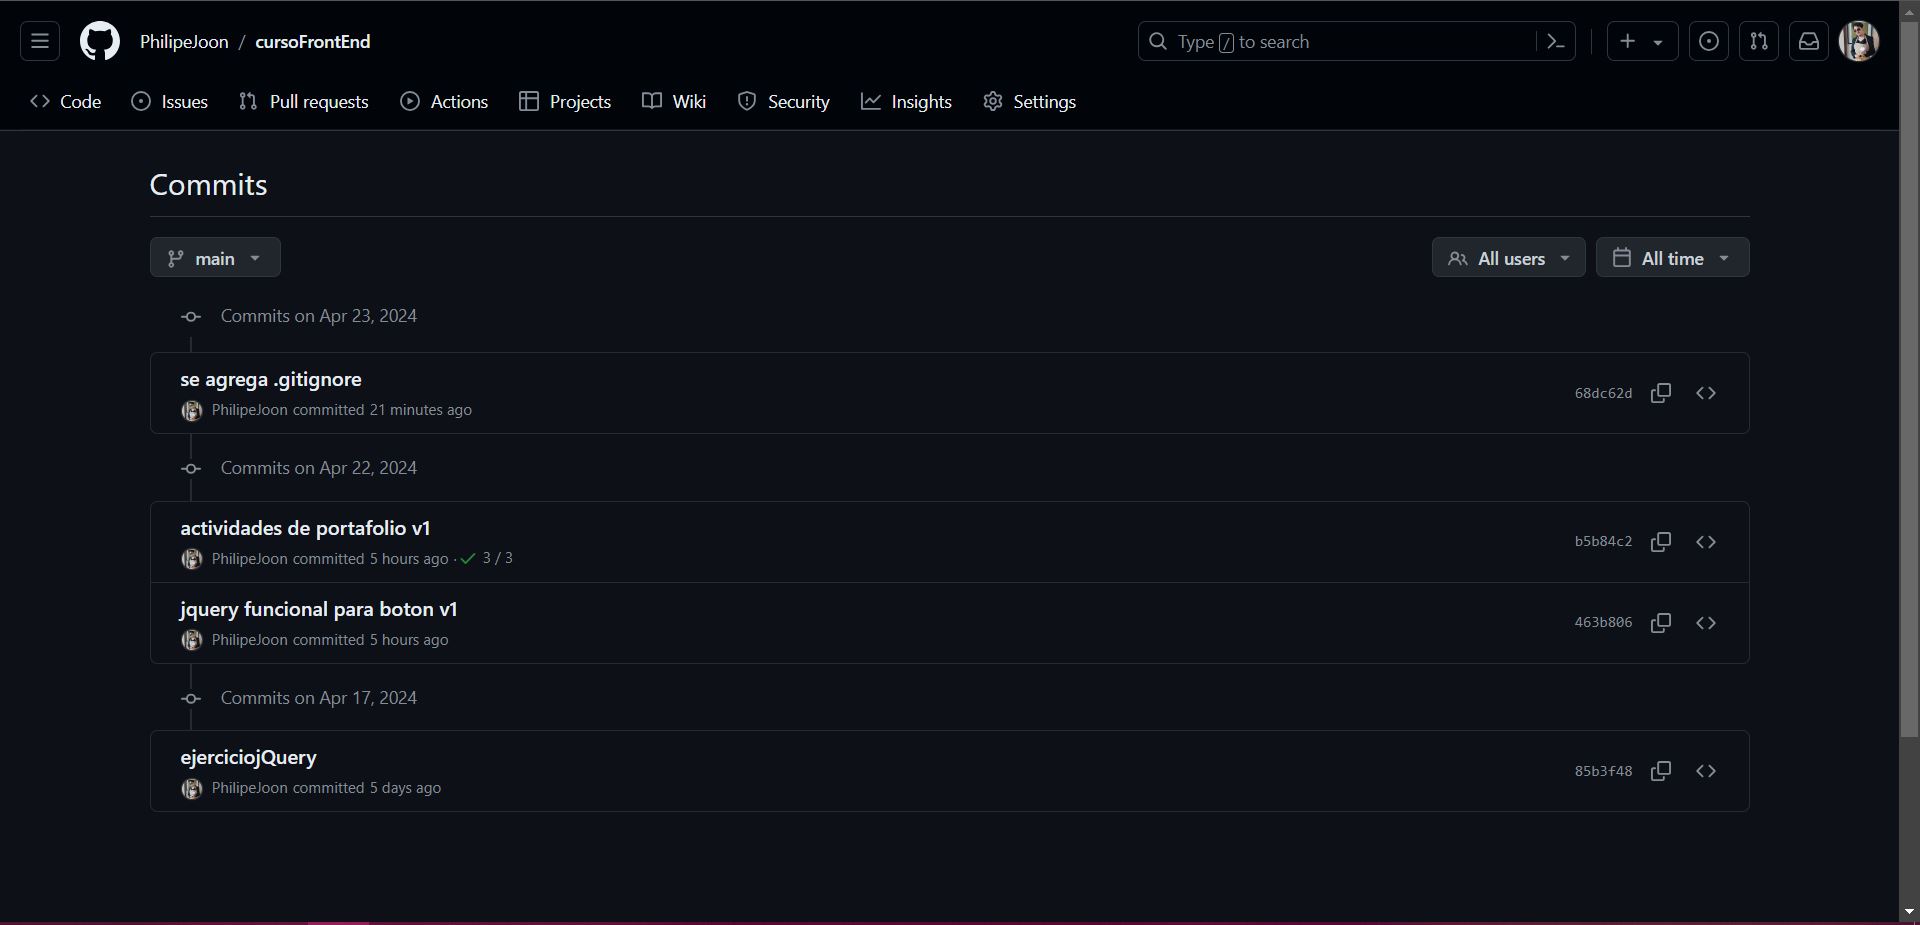 PhilipeJoon / cursoFrontEnd
Type / to search
Code Issues Pull requests Actions Projects Wiki Security Insights Settings
Commits
main All users All time
Commits on Apr 23, 2024
se agrega .gitignore
PhilipeJoon committed 21 minutes ago
68dc62d
Commits on Apr 22, 2024
actividades de portafolio v1
PhilipeJoon committed 5 hours ago · 3 / 3
b5b84c2
jquery funcional para boton v1
PhilipeJoon committed 5 hours ago
463b806
Commits on Apr 17, 2024
ejerciciojQuery
PhilipeJoon committed 5 days ago
85b3f48